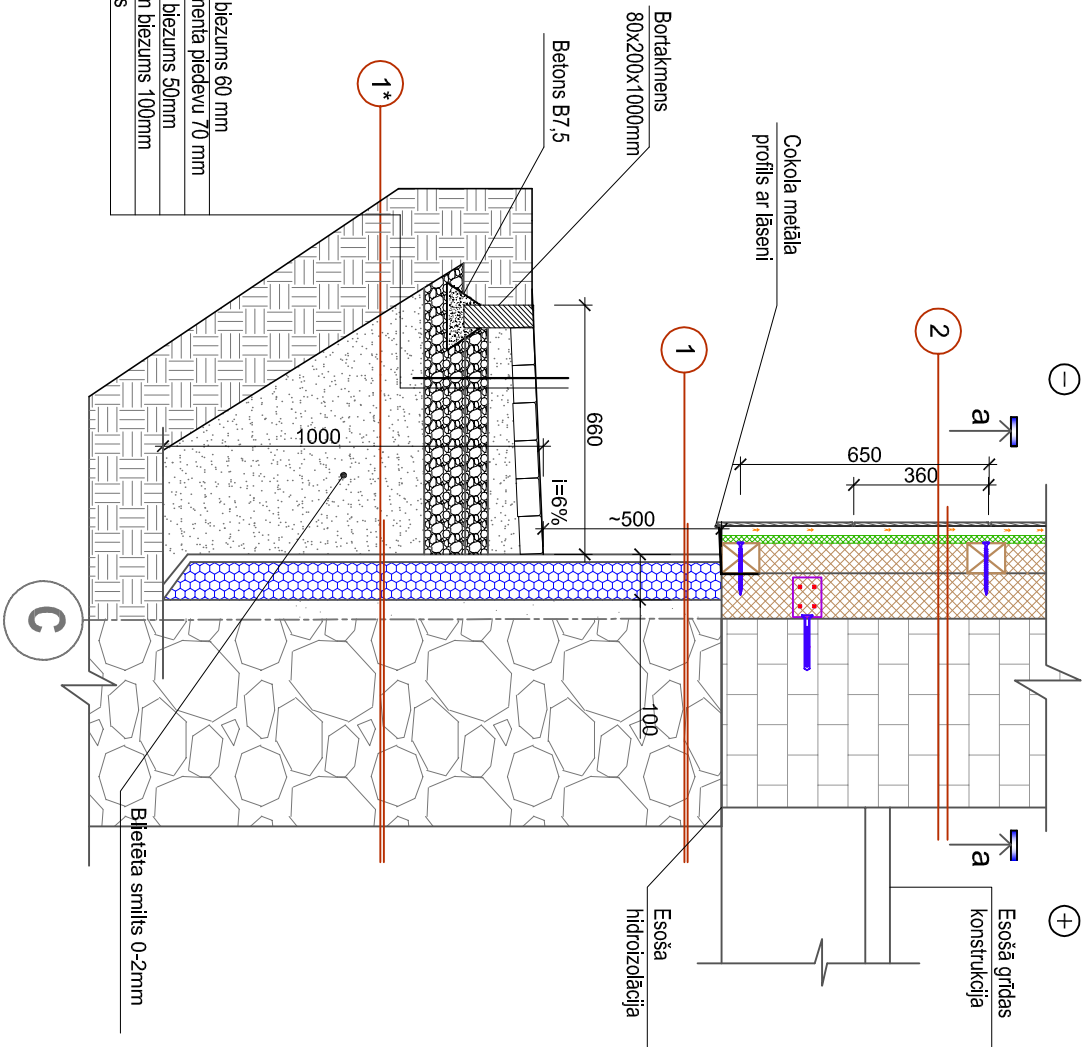 Bortakmens
80x200x1000mm
Betons B7,5
Cokola metāla
profils ar lāseni
biezums 60 mm
piedevu 70 mm
biezums 50mm
biezums 100mm
1*
1
2
a
a
650
360
660
1000
i=6%
~500
100
C
Blietēta smilts 0-2mm
Esoša
hidroizolācija
Esošā grīdas
konstrukcija